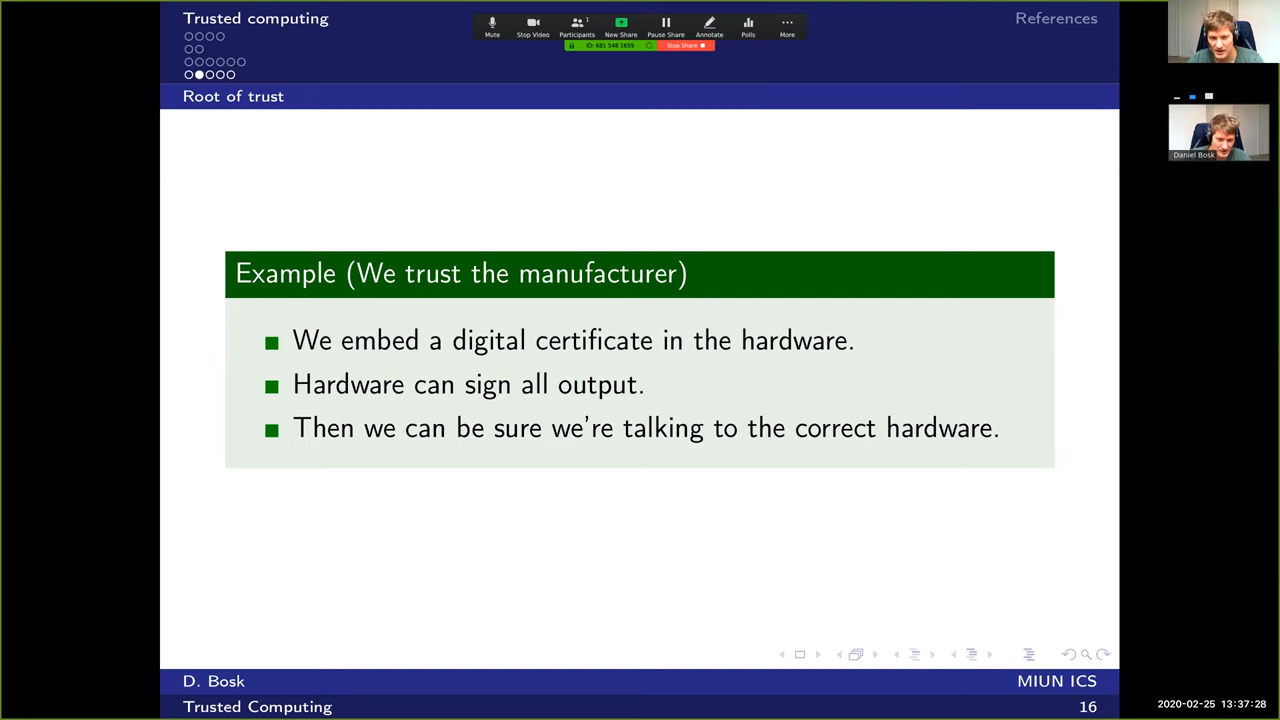 Trusted computing
References
1
Mute
Stop Video
Participants
New Share
Pause Share
Annotate
Polls
More
ID: 681 548 1659
Stop Share
Root of trust
Daniel Bosk
Example (We trust the manufacturer)
We embed a digital certificate in the hardware.
Hardware can sign all output.
Then we can be sure we're talking to the correct hardware.
D. Bosk
MIUN ICS
Trusted Computing
16
2020-02-25 13:37:28